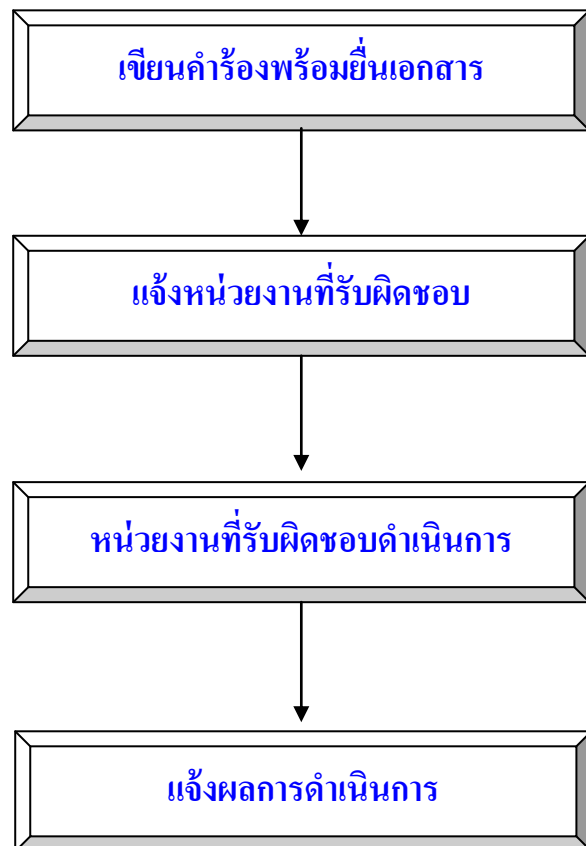 เขียนคำร้องพร้อมยื่นเอกสาร
แจ้งหน่วยงานที่รับผิดชอบ
หน่วยงานที่รับผิดชอบดำเนินการ
แจ้งผลการดำเนินการ